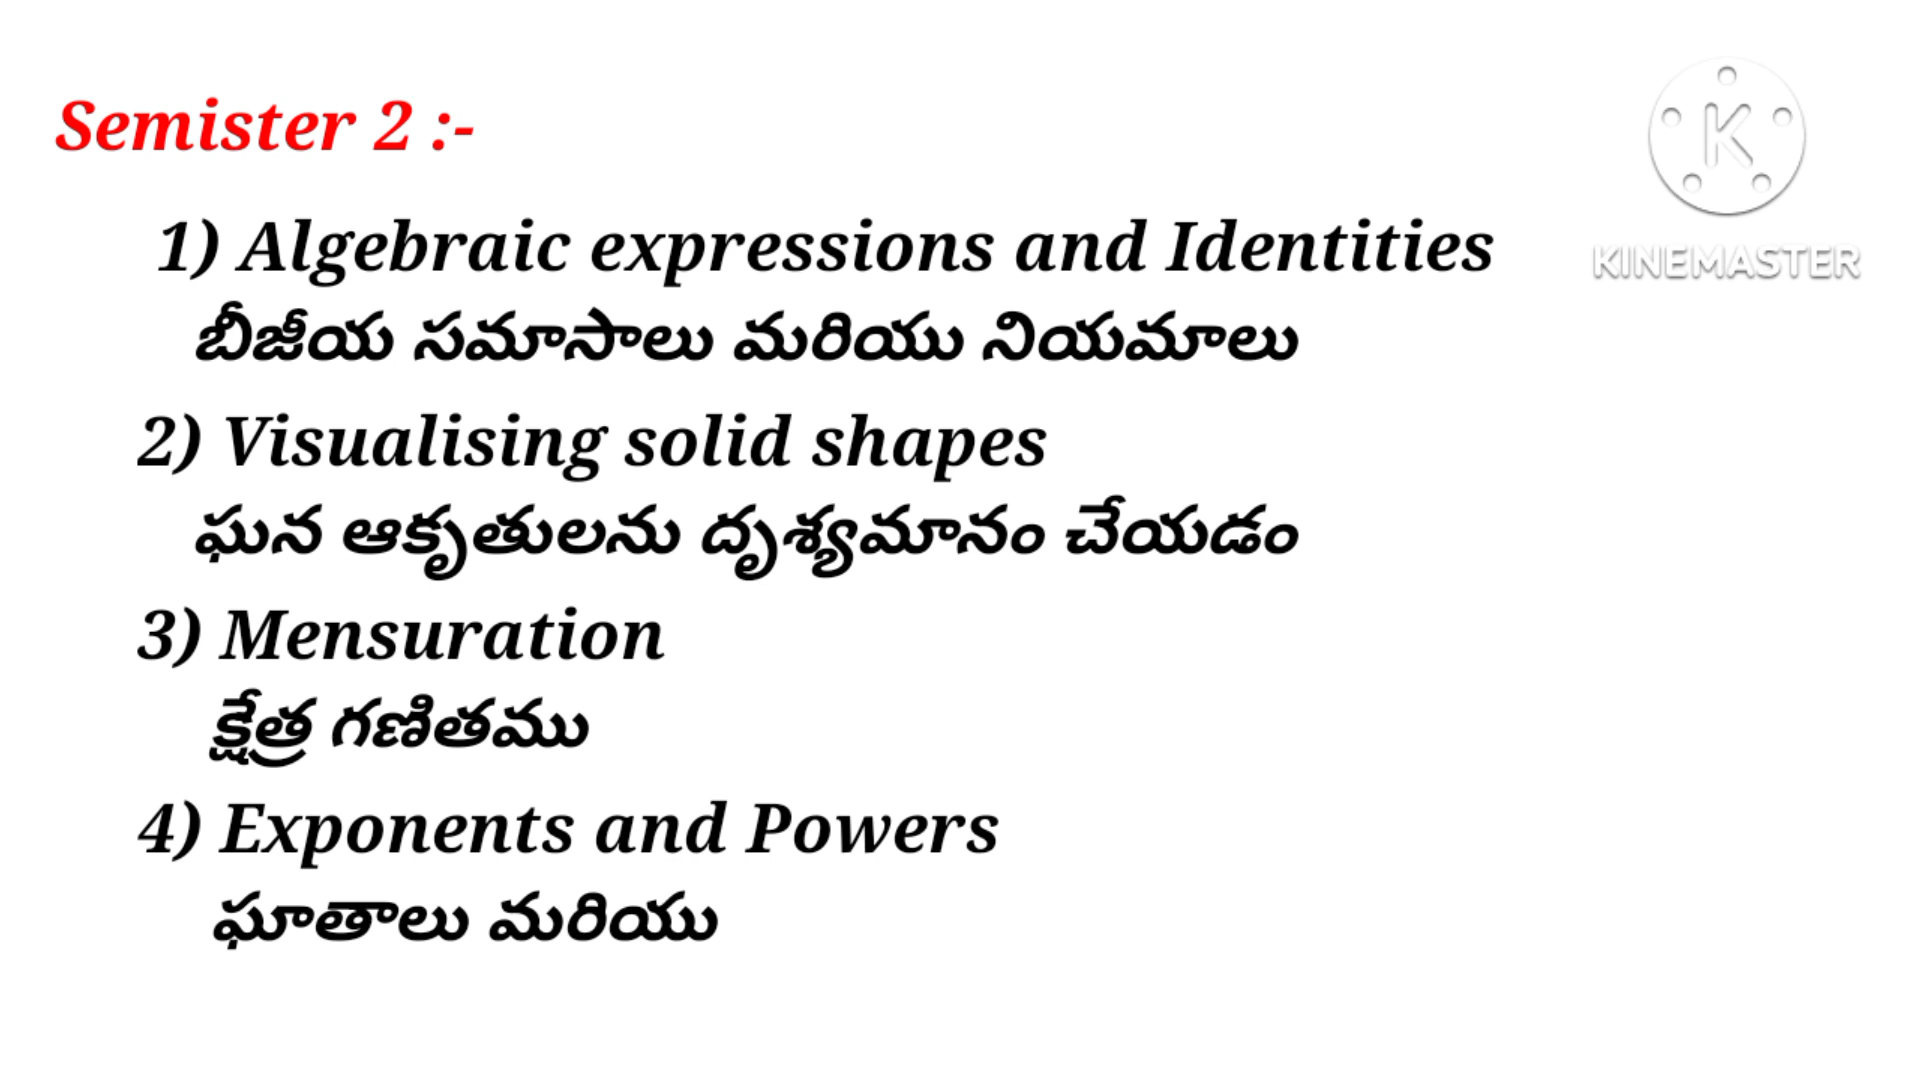 Semister 2 :-
K
KINEMASTER
1) Algebraic expressions and Identities
బీజీయ సమాసాలు మరియు నియమాలు
2) Visualising solid shapes
ఘన ఆకృతులను దృశ్యమానం చేయడం
3) Mensuration
క్షేత్ర గణితము
4) Exponents and Powers
ఘాతాలు మరియు